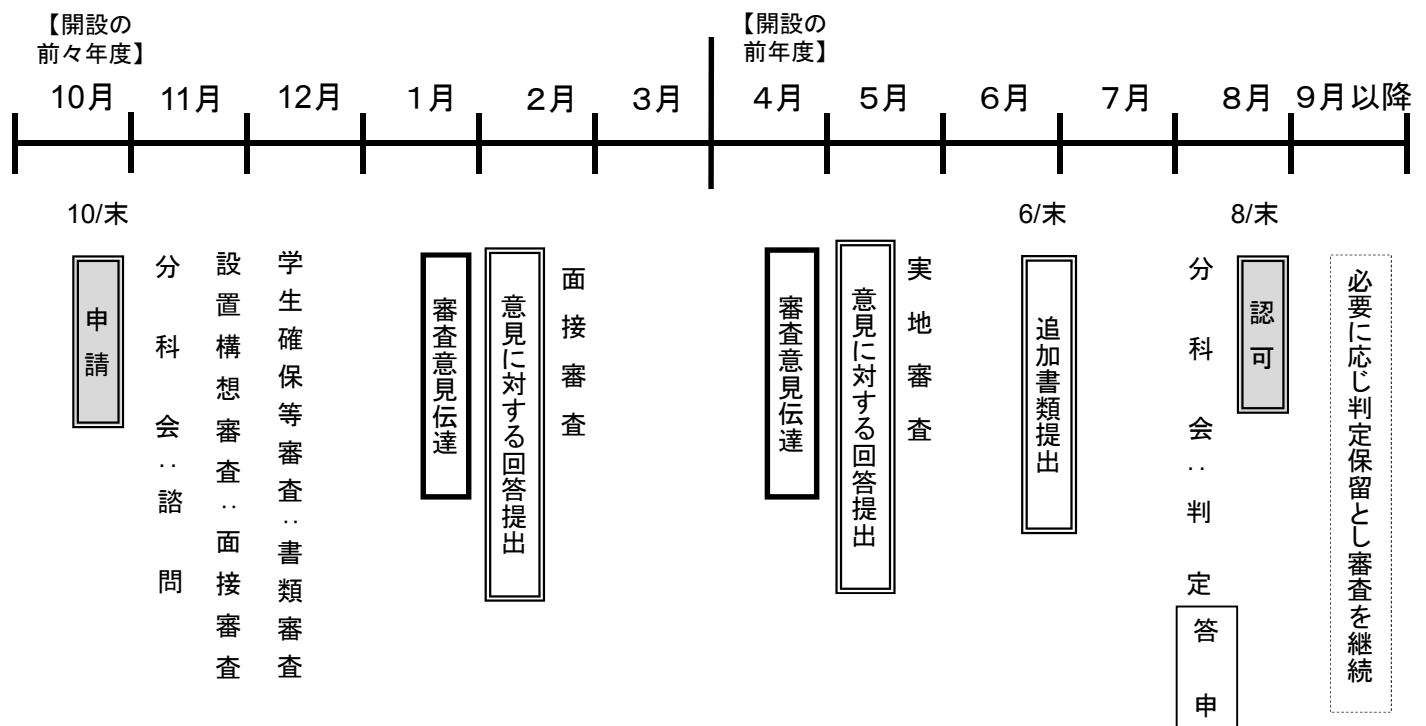 【開設の
前々年度】
【開設の
前年度】
10月
11月
12月
１月
２月
３月
４月
５月
６月
７月
８月
９月以降
10/末
6/末
8/末
申請
分科会：諮問
設置構想審査：面接審査
学生確保等審査：書類審査
審査意見伝達
意見に対する回答提出
面接審査
審査意見伝達
意見に対する回答提出
実地審査
追加書類提出
分科会：判定
答申
認可
必要に応じ判定保留とし審査を継続